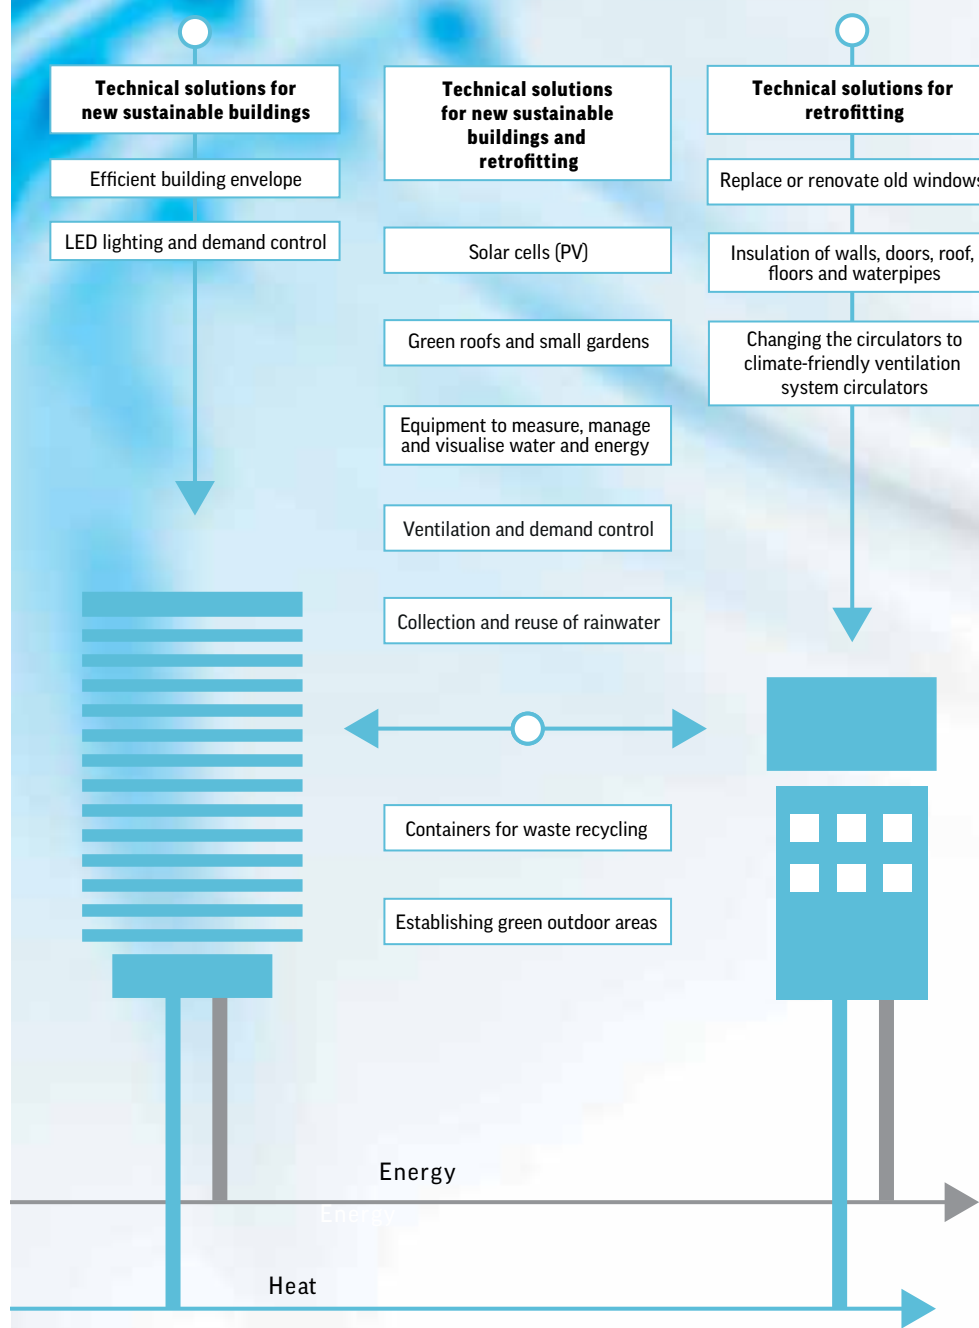 Technical solutions for
new sustainable buildings
Efficient building envelope
LED lighting and demand control
Technical solutions
for new sustainable
buildings and
retrofitting
Solar cells (PV)
Green roofs and small gardens
Equipment to measure, manage
and visualise water and energy
Ventilation and demand control
Collection and reuse of rainwater
Containers for waste recycling
Establishing green outdoor areas
Technical solutions for
retrofitting
Replace or renovate old windows
Insulation of walls, doors, roof,
floors and waterpipes
Changing the circulators to
climate-friendly ventilation
system circulators
Energy
Energy
Heat